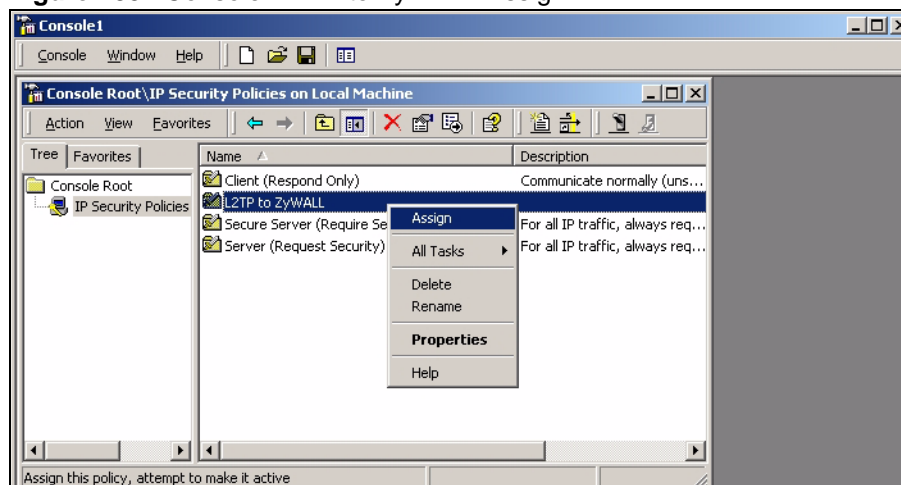 Console1
Console Window Help
Console Root\IP Security Policies on Local Machine
Action View Favorites
Tree Favorites
Name Description
Console Root
IP Security Policies
Client (Respond Only) Communicate normally (uns...
L2TP to ZyWALL
Secure Server (Require Se For all IP traffic, always req...
Server (Request Security) For all IP traffic, always req...
Assign
All Tasks
Delete
Rename
Properties
Help
Assign this policy, attempt to make it active